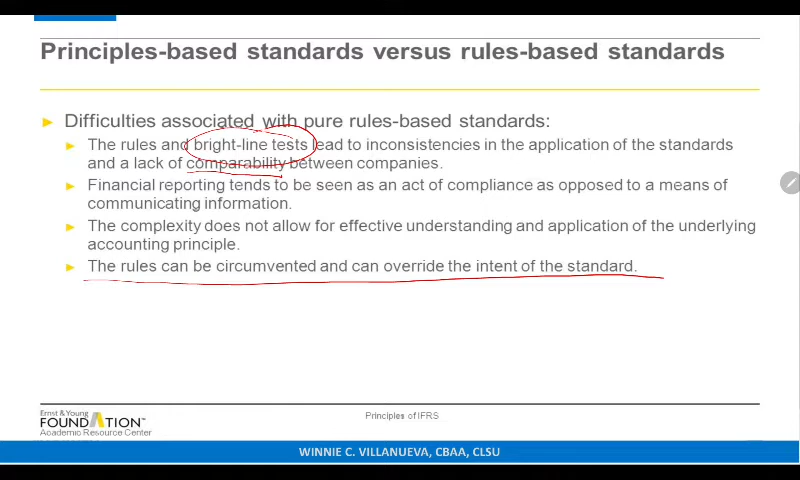 Principles-based standards versus rules-based standards
Difficulties associated with pure rules-based standards:
The rules and bright-line tests lead to inconsistencies in the application of the standards
and a lack of comparability between companies.
Financial reporting tends to be seen as an act of compliance as opposed to a means of
communicating information.
The complexity does not allow for effective understanding and application of the underlying
accounting principle.
The rules can be circumvented and can override the intent of the standard.
Ernst & Young
FOUNDATION™
Academic Resource Center
Principles of IFRS
WINNIE C. VILLANUEVA, CBAA, CLSU